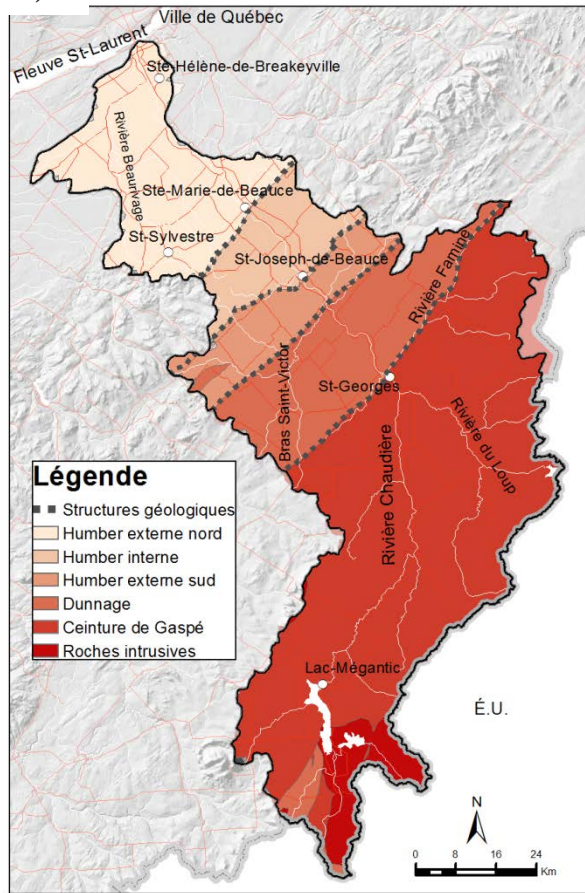 Ville de Québec
Fleuve St-Laurent
Ste-Hélène-de-Breakeyville
Rivière Beaurivage
Ste-Marie-de-Beauce
St-Sylvestre
St-Joseph-de-Beauce
Rivière Famine
Bras Saint-Victor
St-Georges
Rivière du Loup
Rivière Chaudière
Légende
Structures géologiques
Humber externe nord
Humber interne
Humber externe sud
Dunnage
Ceinture de Gaspé
Roches intrusives
Lac-Mégantic
É.U.
N
0 4 8 16 24
Km